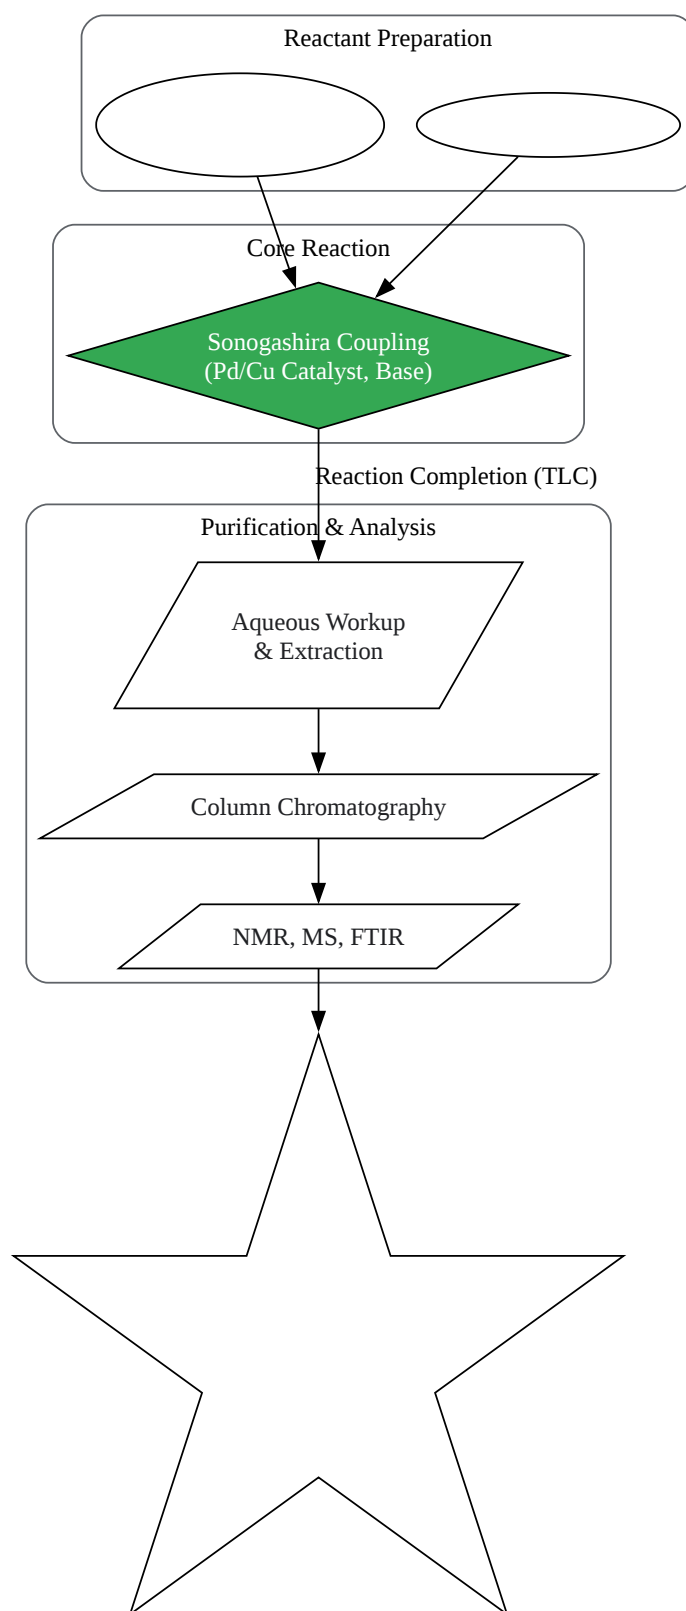 Reactant Preparation
Core Reaction
Sonogashira Coupling
(Pd/Cu Catalyst, Base)
Reaction Completion (TLC)
Purification & Analysis
Aqueous Workup
& Extraction
Column Chromatography
NMR, MS, FTIR